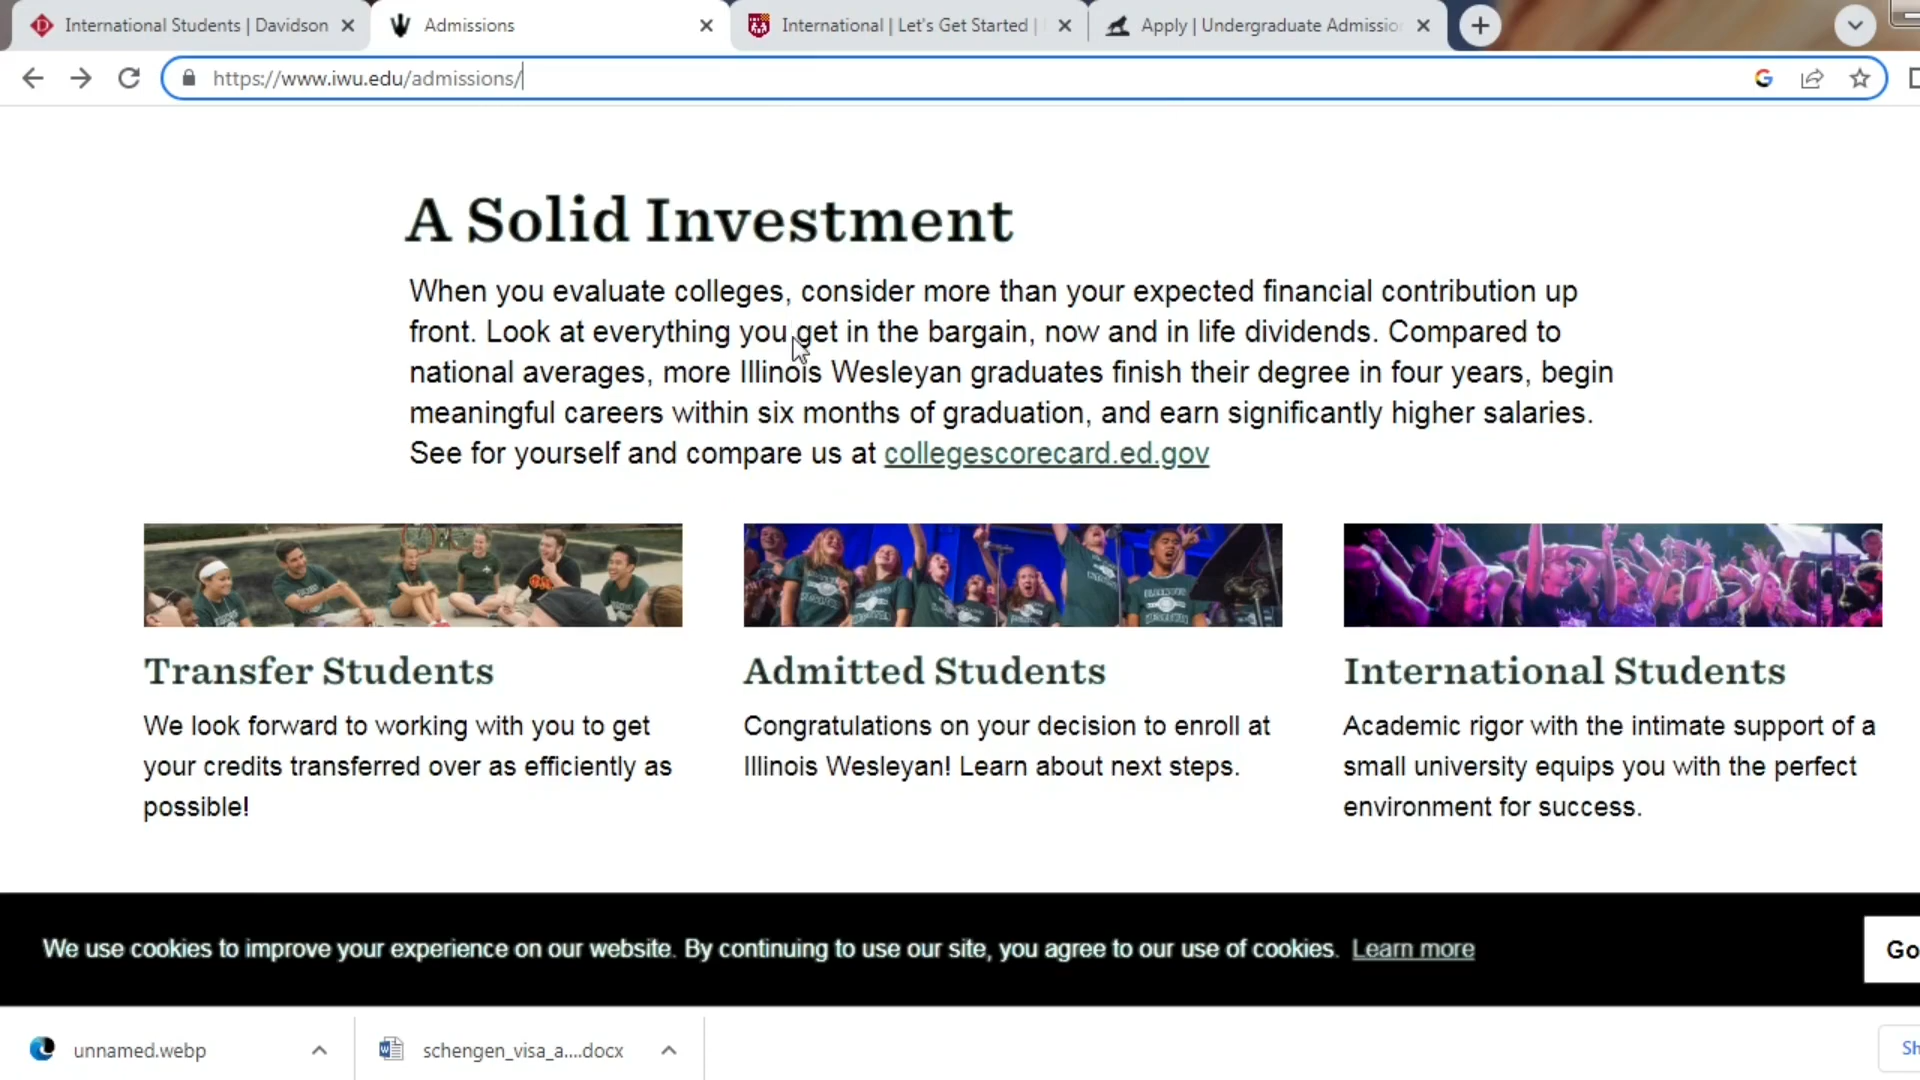 International Students | Davidson
Admissions
International | Let's Get Started |
Apply | Undergraduate Admissio
https://www.iwu.edu/admissions/
A Solid Investment
When you evaluate colleges, consider more than your expected financial contribution up
front. Look at everything you get in the bargain, now and in life dividends. Compared to
national averages, more Illinois Wesleyan graduates finish their degree in four years, begin
meaningful careers within six months of graduation, and earn significantly higher salaries.
See for yourself and compare us at collegescorecard.ed.gov
Transfer Students
We look forward to working with you to get
your credits transferred over as efficiently as
possible!
Admitted Students
Congratulations on your decision to enroll at
Illinois Wesleyan! Learn about next steps.
International Students
Academic rigor with the intimate support of a
small university equips you with the perfect
environment for success.
We use cookies to improve your experience on our website. By continuing to use our site, you agree to our use of cookies. Learn more
Go
unnamed.webp
schengen_visa_a....docx
Sh